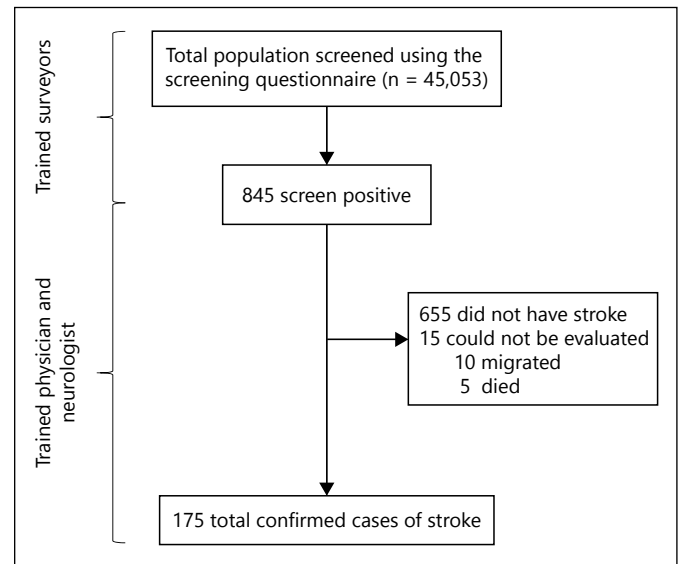 Trained surveyors
Total population screened using the
screening questionnaire (n = 45,053)
845 screen positive
Trained physician and
neurologist
655 did not have stroke
15 could not be evaluated
10 migrated
5 died
175 total confirmed cases of stroke